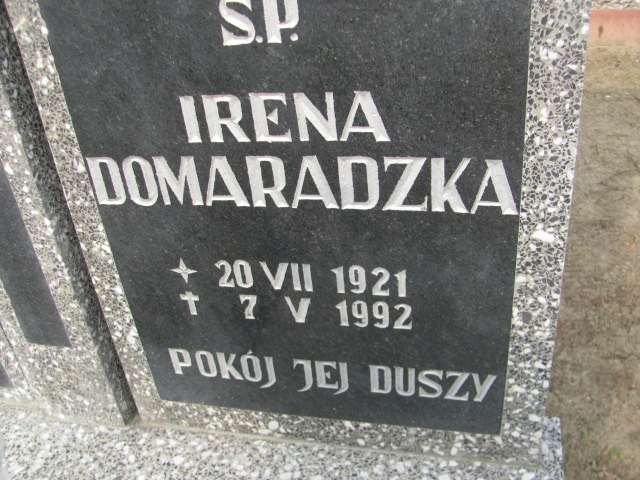 Ś.P.
IRENA
DOMARADZKA
20 VII 1921
7 V 1992
POKÓJ JEJ DUSZY